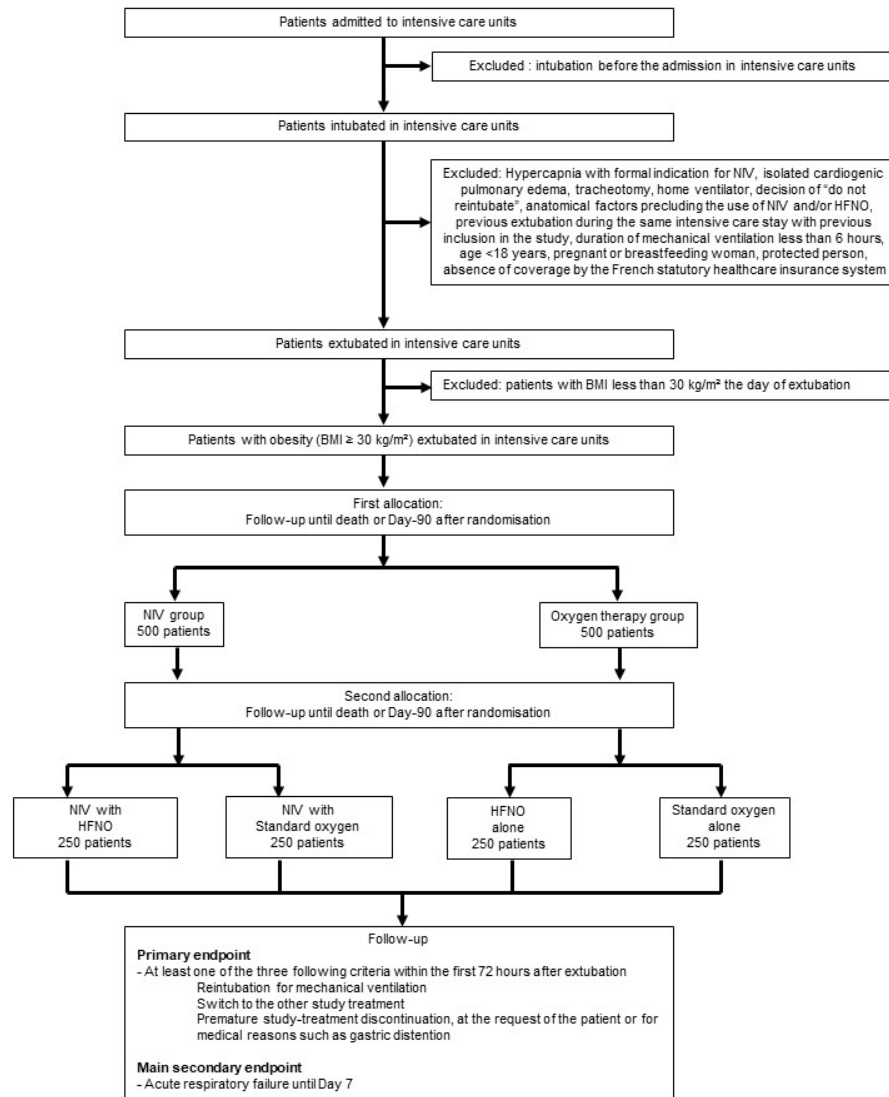 Patients admitted to intensive care units
Excluded : intubation before the admission in intensive care units
Patients intubated in intensive care units
Excluded: Hypercapnia with formal indication for NIV, isolated cardiogenic
pulmonary edema, tracheotomy, home ventilator, decision of “do not
reintubate”, anatomical factors precluding the use of NIV and/or HFNO,
previous extubation during the same intensive care stay with previous
inclusion in the study, duration of mechanical ventilation less than 6 hours,
age <18 years, pregnant or breastfeeding woman, protected person,
absence of coverage by the French statutory healthcare insurance system
Patients extubated in intensive care units
Excluded: patients with BMI less than 30 kg/m² the day of extubation
Patients with obesity (BMI ≥ 30 kg/m²) extubated in intensive care units
First allocation:
Follow-up until death or Day-90 after randomisation
NIV group
500 patients
Oxygen therapy group
500 patients
Second allocation:
Follow-up until death or Day-90 after randomisation
NIV with
HFNO
250 patients
NIV with
Standard oxygen
250 patients
HFNO
alone
250 patients
Standard oxygen
alone
250 patients
Follow-up
Primary endpoint
- At least one of the three following criteria within the first 72 hours after extubation
Reintubation for mechanical ventilation
Switch to the other study treatment
Premature study-treatment discontinuation, at the request of the patient or for
medical reasons such as gastric distention
Main secondary endpoint
- Acute respiratory failure until Day 7